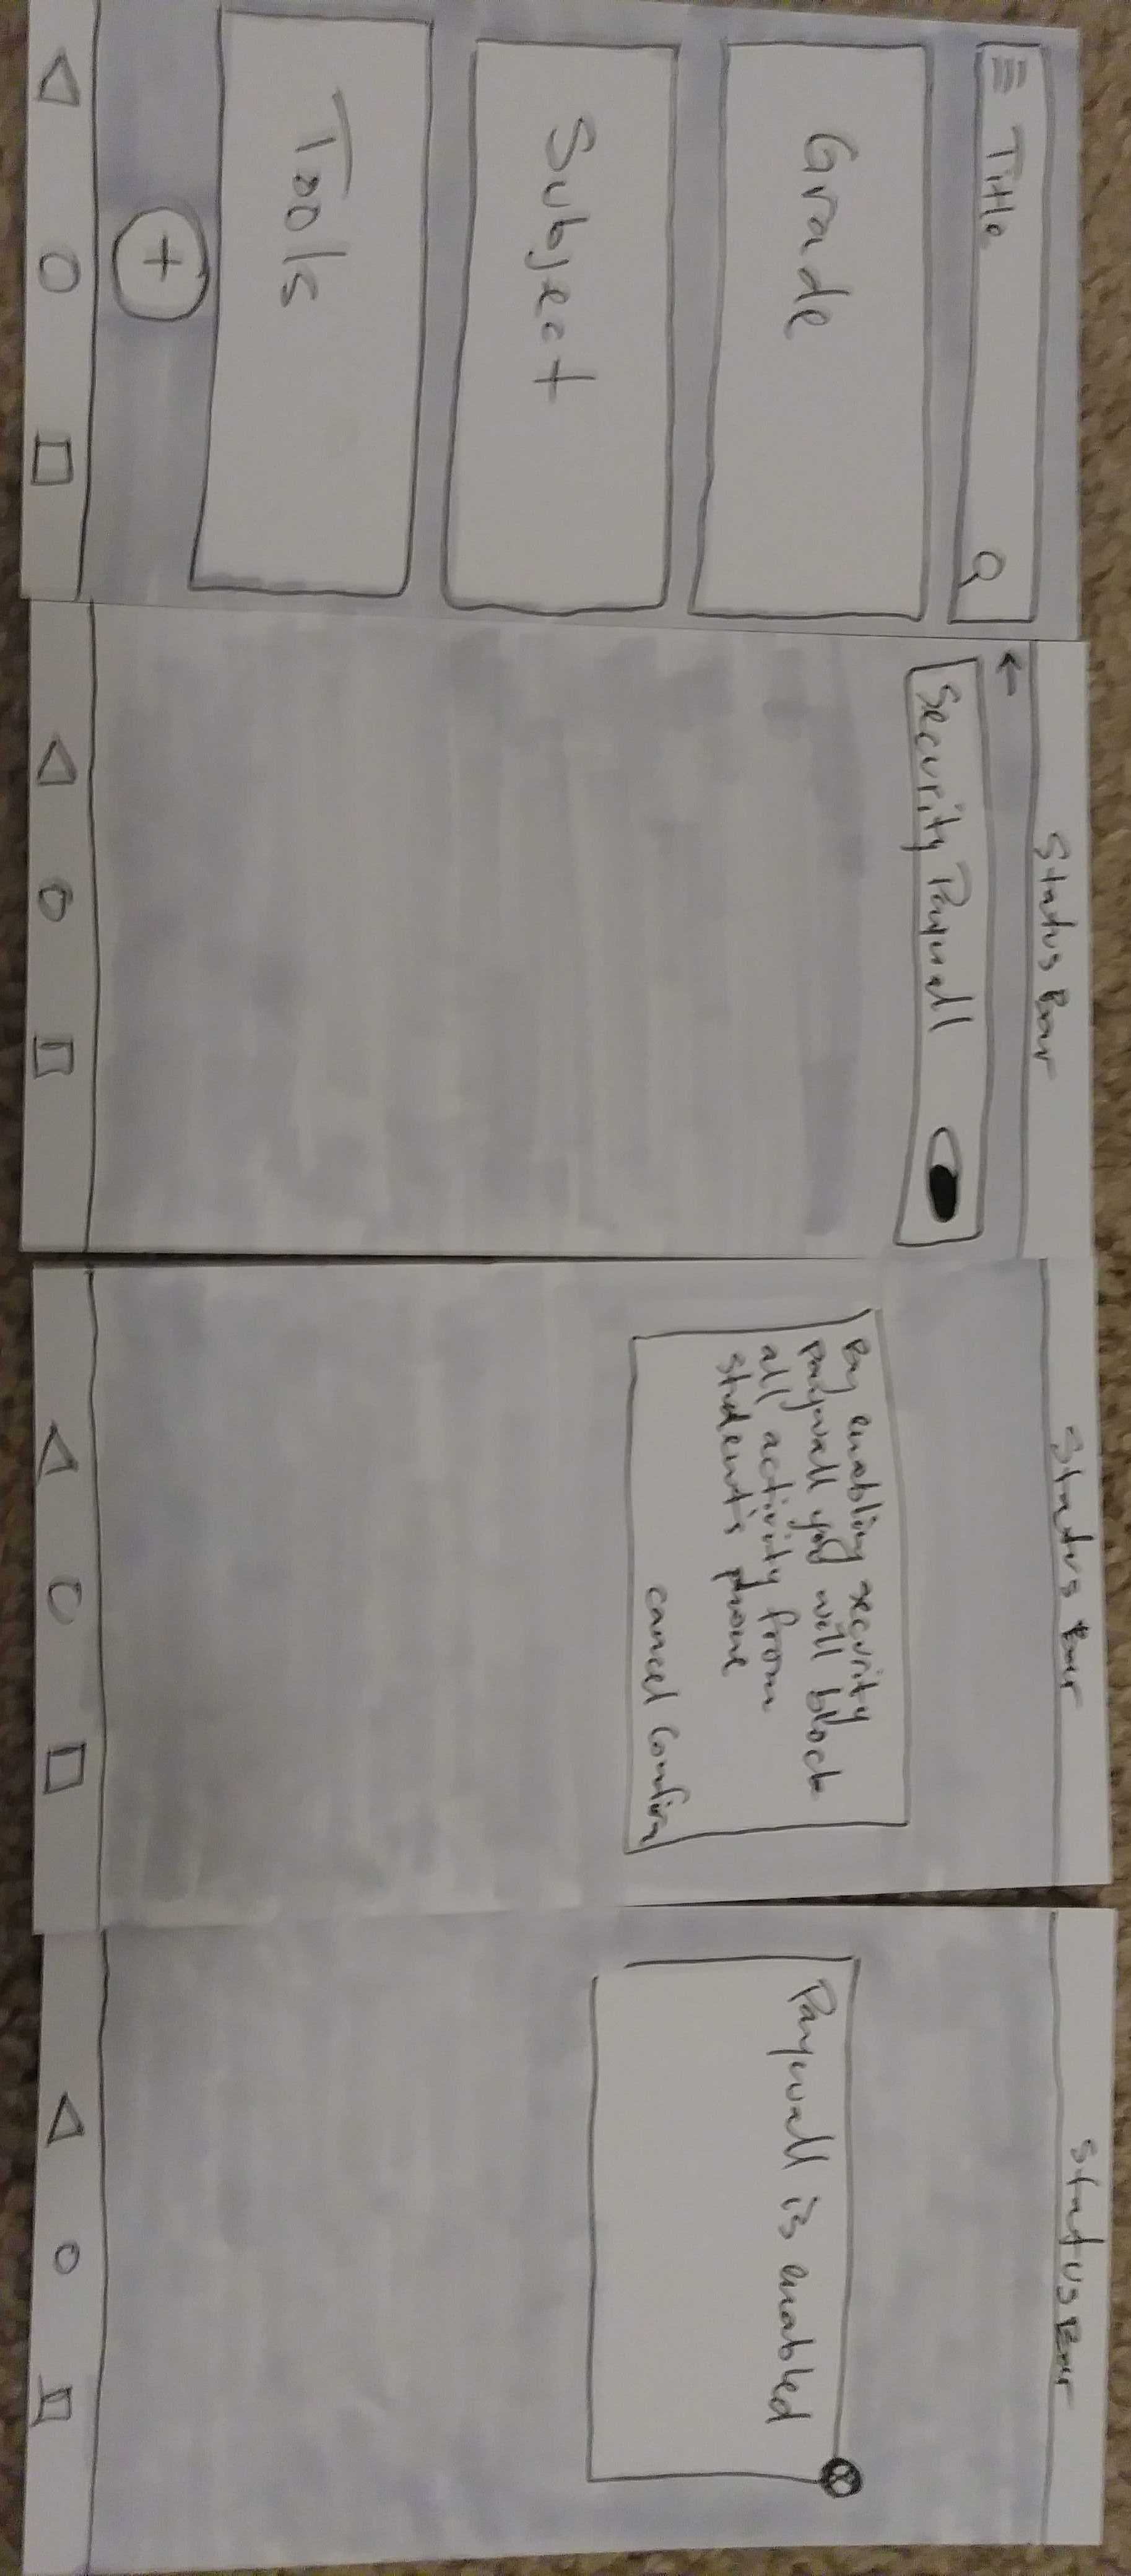 Title
Grade
Subject
Tools
+
Status Bar
←
Security Paywall
Status Bar
By enabling security
paywall you will block
all activity from
student's phone
cancel Confirm
Status Bar
X
Paywall is enabled